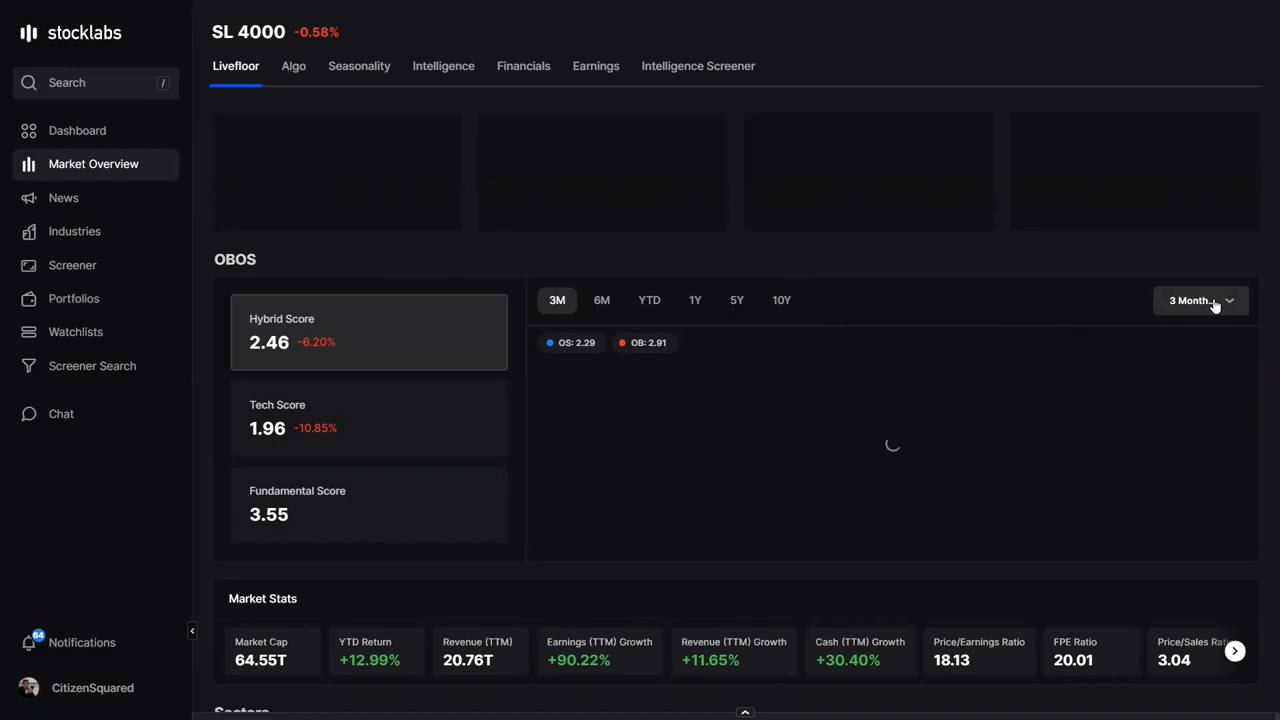 stocklabs
Search /
Dashboard
Market Overview
News
Industries
Screener
Portfolios
Watchlists
Screener Search
Chat
64
Notifications
CitizenSquared
SL 4000 -0.58%
Livefloor Algo Seasonality Intelligence Financials Earnings Intelligence Screener
OBOS
Hybrid Score
2.46 -6.20%
Tech Score
1.96 -10.85%
Fundamental Score
3.55
3M 6M YTD 1Y 5Y 10Y
3 Month...
OS: 2.29 OB: 2.91
Market Stats
Market Cap YTD Return Revenue (TTM) Earnings (TTM) Growth Revenue (TTM) Growth Cash (TTM) Growth Price/Earnings Ratio FPE Ratio Price/Sales
64.55T +12.99% 20.76T +90.22% +11.65% +30.40% 18.13 20.01 3.04